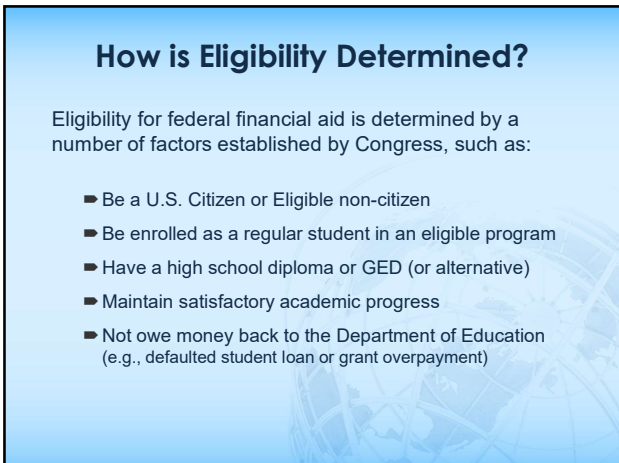 How is Eligibility Determined?
Eligibility for federal financial aid is determined by a
number of factors established by Congress, such as:
Be a U.S. Citizen or Eligible non-citizen
Be enrolled as a regular student in an eligible program
Have a high school diploma or GED (or alternative)
Maintain satisfactory academic progress
Not owe money back to the Department of Education
(e.g., defaulted student loan or grant overpayment)